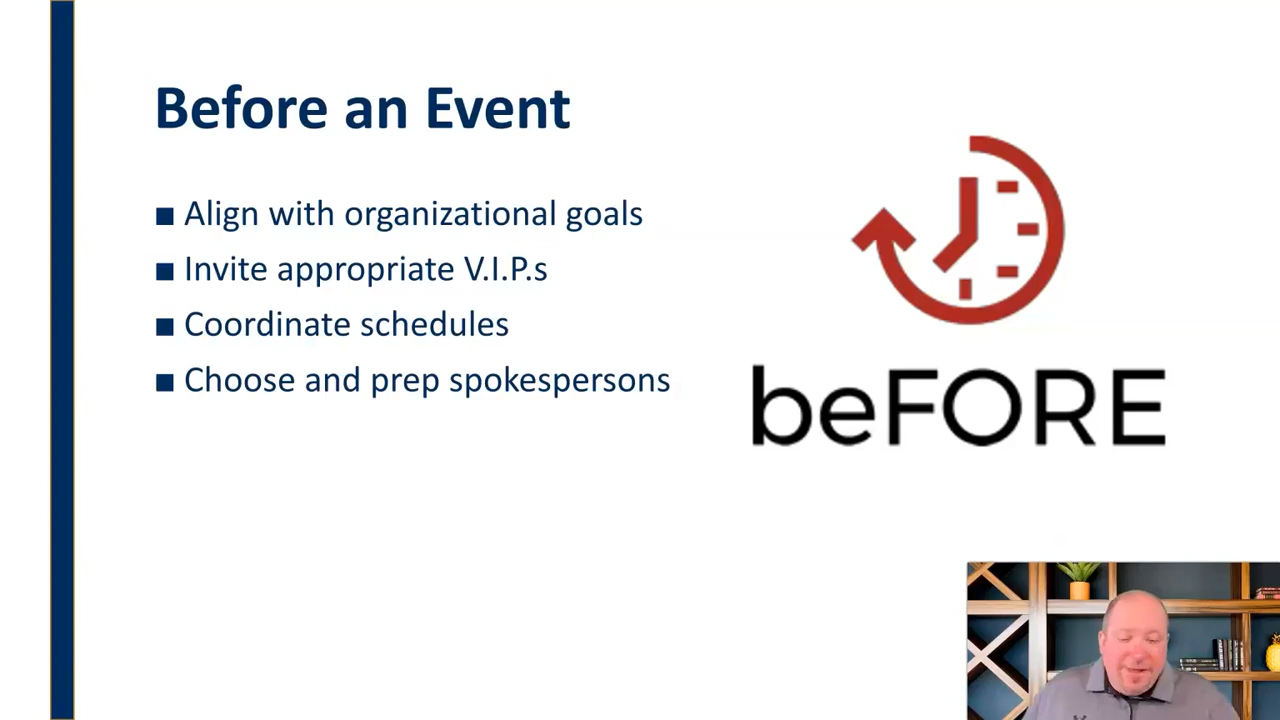 Before an Event
■ Align with organizational goals
■ Invite appropriate V.I.P.s
■ Coordinate schedules
■ Choose and prep spokespersons
beFORE